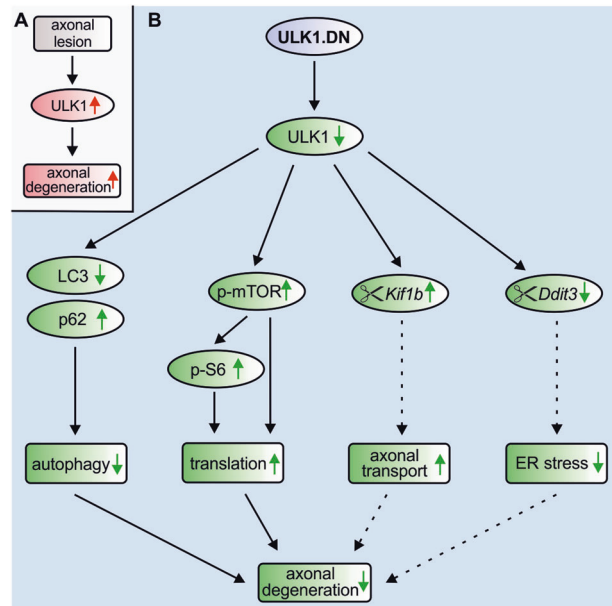 A
axonal
lesion
ULK1
axonal
degeneration
B
ULK1.DN
ULK1
LC3
p62
p-mTOR
p-S6
Kif1b
Ddit3
autophagy
translation
axonal
transport
ER stress
axonal
degeneration